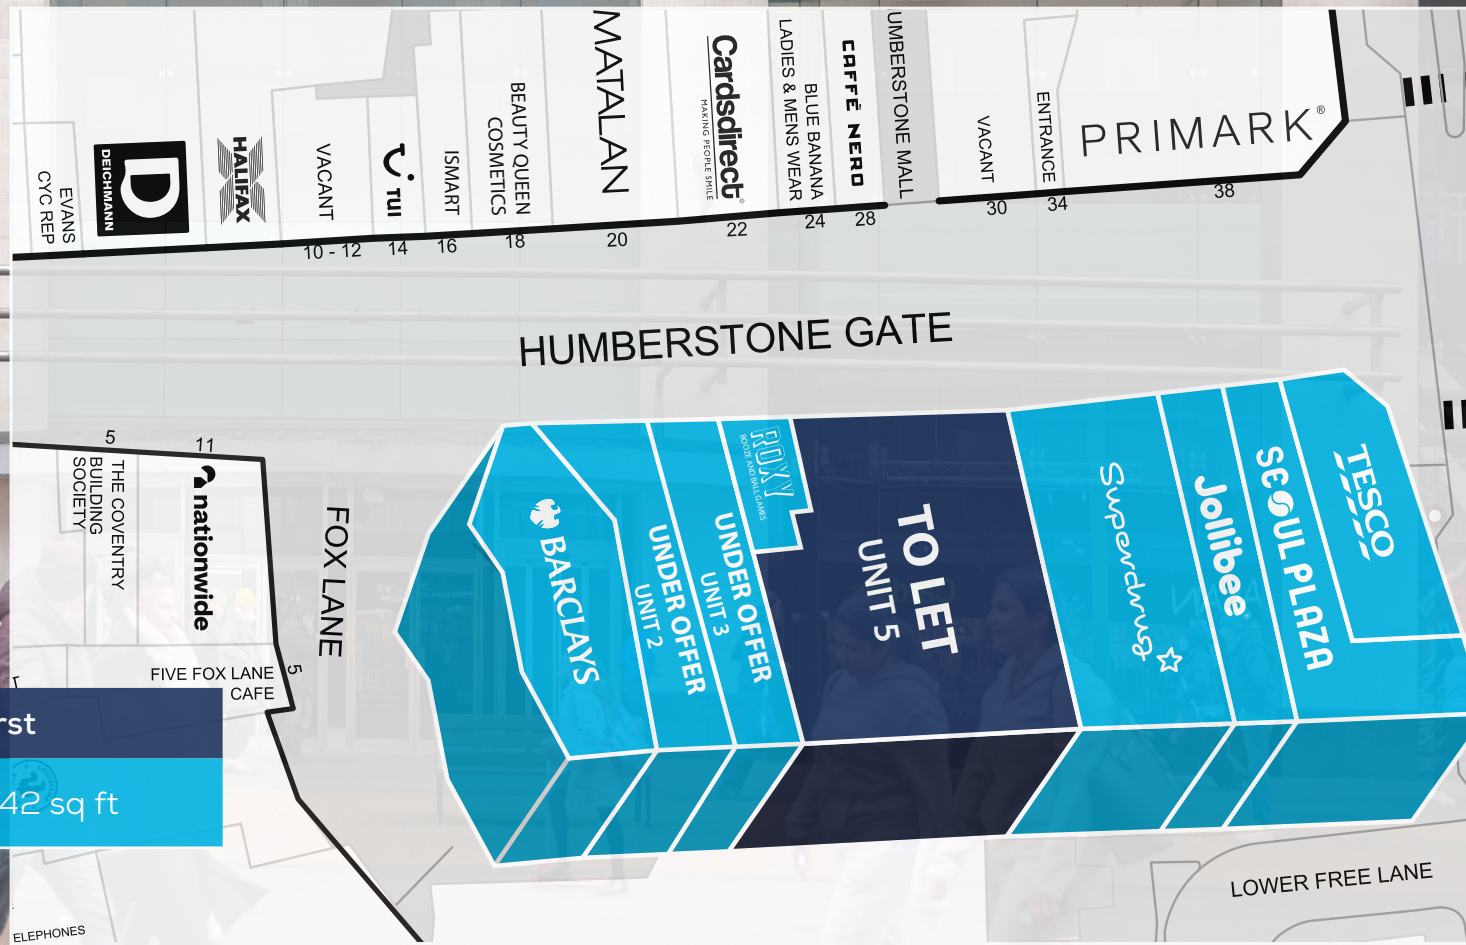 EVANS
CYC REP
D
DEICHMANN
HALIFAX
VACANT
TUI
ISMART
BEAUTY QUEEN
COSMETICS
MATALAN
Cardsdirect
MAKING PEOPLE SMILE
LADIES & MENS WEAR
BLUE BANANA
CAFFÈ NERO
UMBERSTONE MALL
VACANT
ENTRANCE
PRIMARK®
10 - 12
14
16
18
20
22
24
28
30
34
38
HUMBERSTONE GATE
5
11
THE COVENTRY
BUILDING
SOCIETY
nationwide
FOX LANE
FIVE FOX LANE
CAFE
5
BARCLAYS
UNDER OFFER
UNIT 2
UNDER OFFER
UNIT 3
ROXY
BOOZE AND BALL GAMES
TO LET
UNIT 5
Superdrug
Jollibee
SEOUL PLAZA
TESCO
rst
42 sq ft
ELEPHONES
LOWER FREE LANE